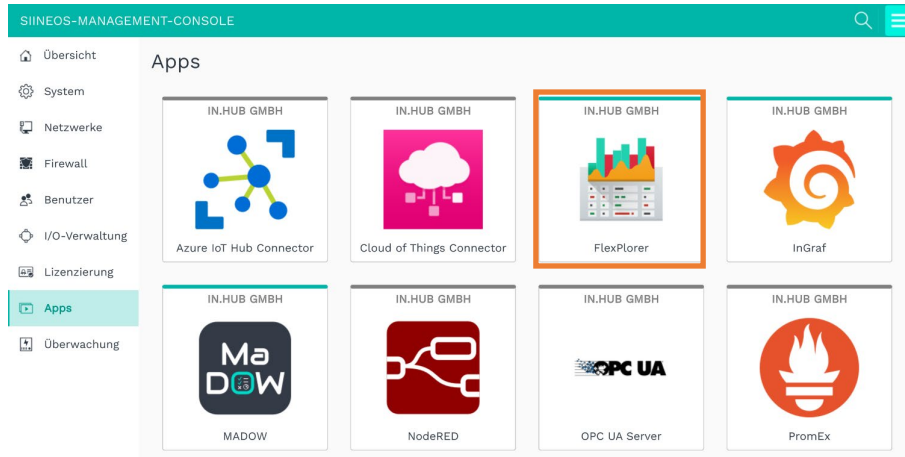 SIINEOS-MANAGEMENT-CONSOLE
Übersicht
System
Netzwerke
Firewall
Benutzer
I/O-Verwaltung
Lizenzierung
Apps
Überwachung
Apps
IN.HUB GMBH
Azure IoT Hub Connector
IN.HUB GMBH
Cloud of Things Connector
IN.HUB GMBH
FlexPlorer
IN.HUB GMBH
InGraf
IN.HUB GMBH
Ma
DOW
MADOW
IN.HUB GMBH
NodeRED
IN.HUB GMBH
OPC UA
OPC UA Server
IN.HUB GMBH
PromEx